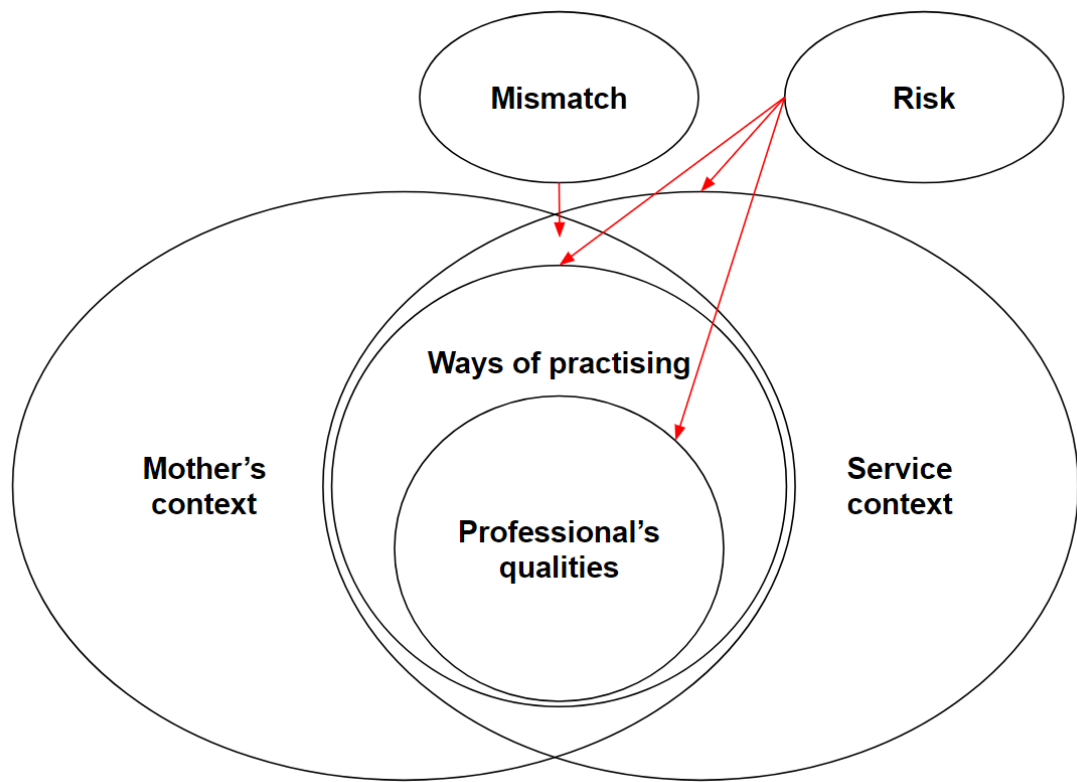 Mismatch
Risk
Ways of practising
Mother’s
context
Service
context
Professional’s
qualities